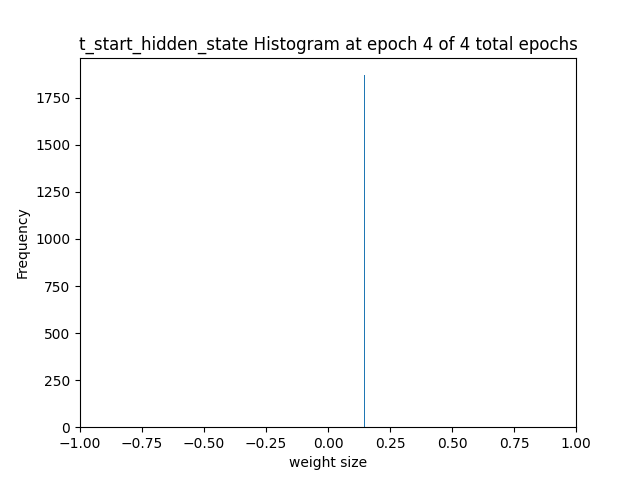 t_start_hidden_state Histogram at epoch 4 of 4 total epochs
1750
1500
1250
1000
750
500
250
0
Frequency
−1.00 −0.75 −0.50 −0.25 0.00 0.25 0.50 0.75 1.00
weight size